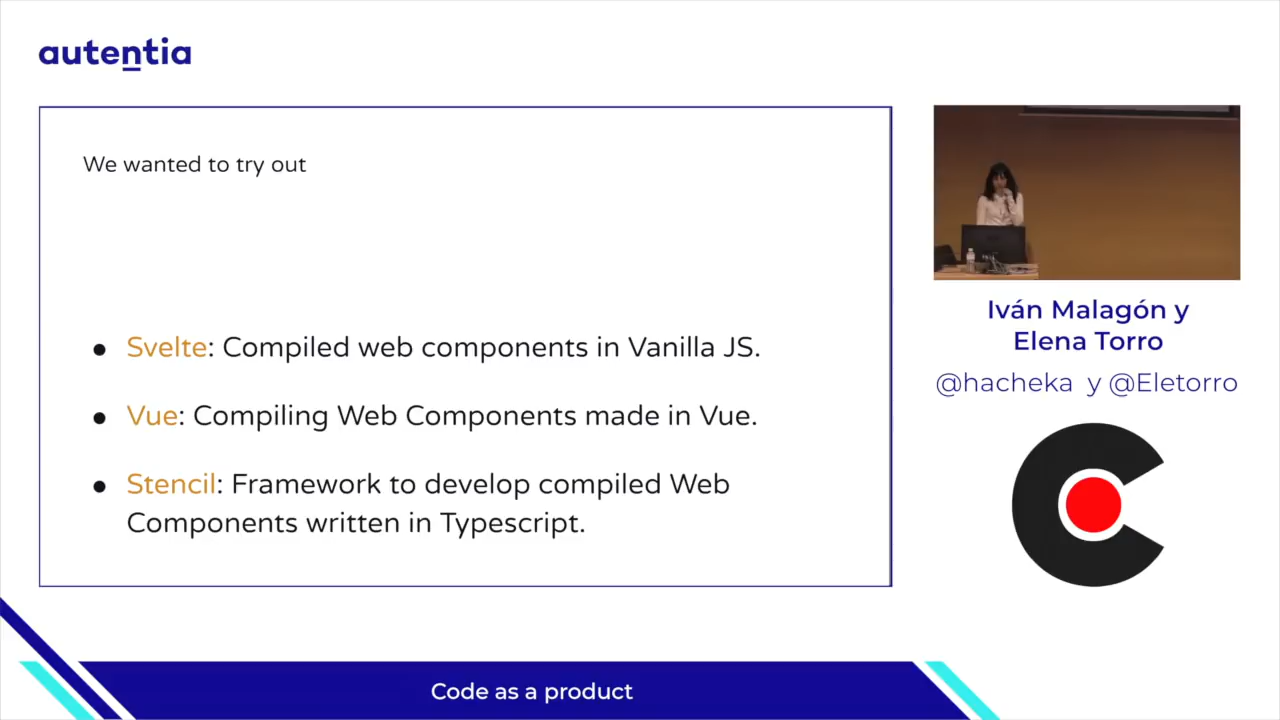 autentia
We wanted to try out
● Svelte: Compiled web components in Vanilla JS.
● Vue: Compiling Web Components made in Vue.
● Stencil: Framework to develop compiled Web
Components written in Typescript.
Iván Malagón y
Elena Torro
@hacheka y @Eletorro
Code as a product